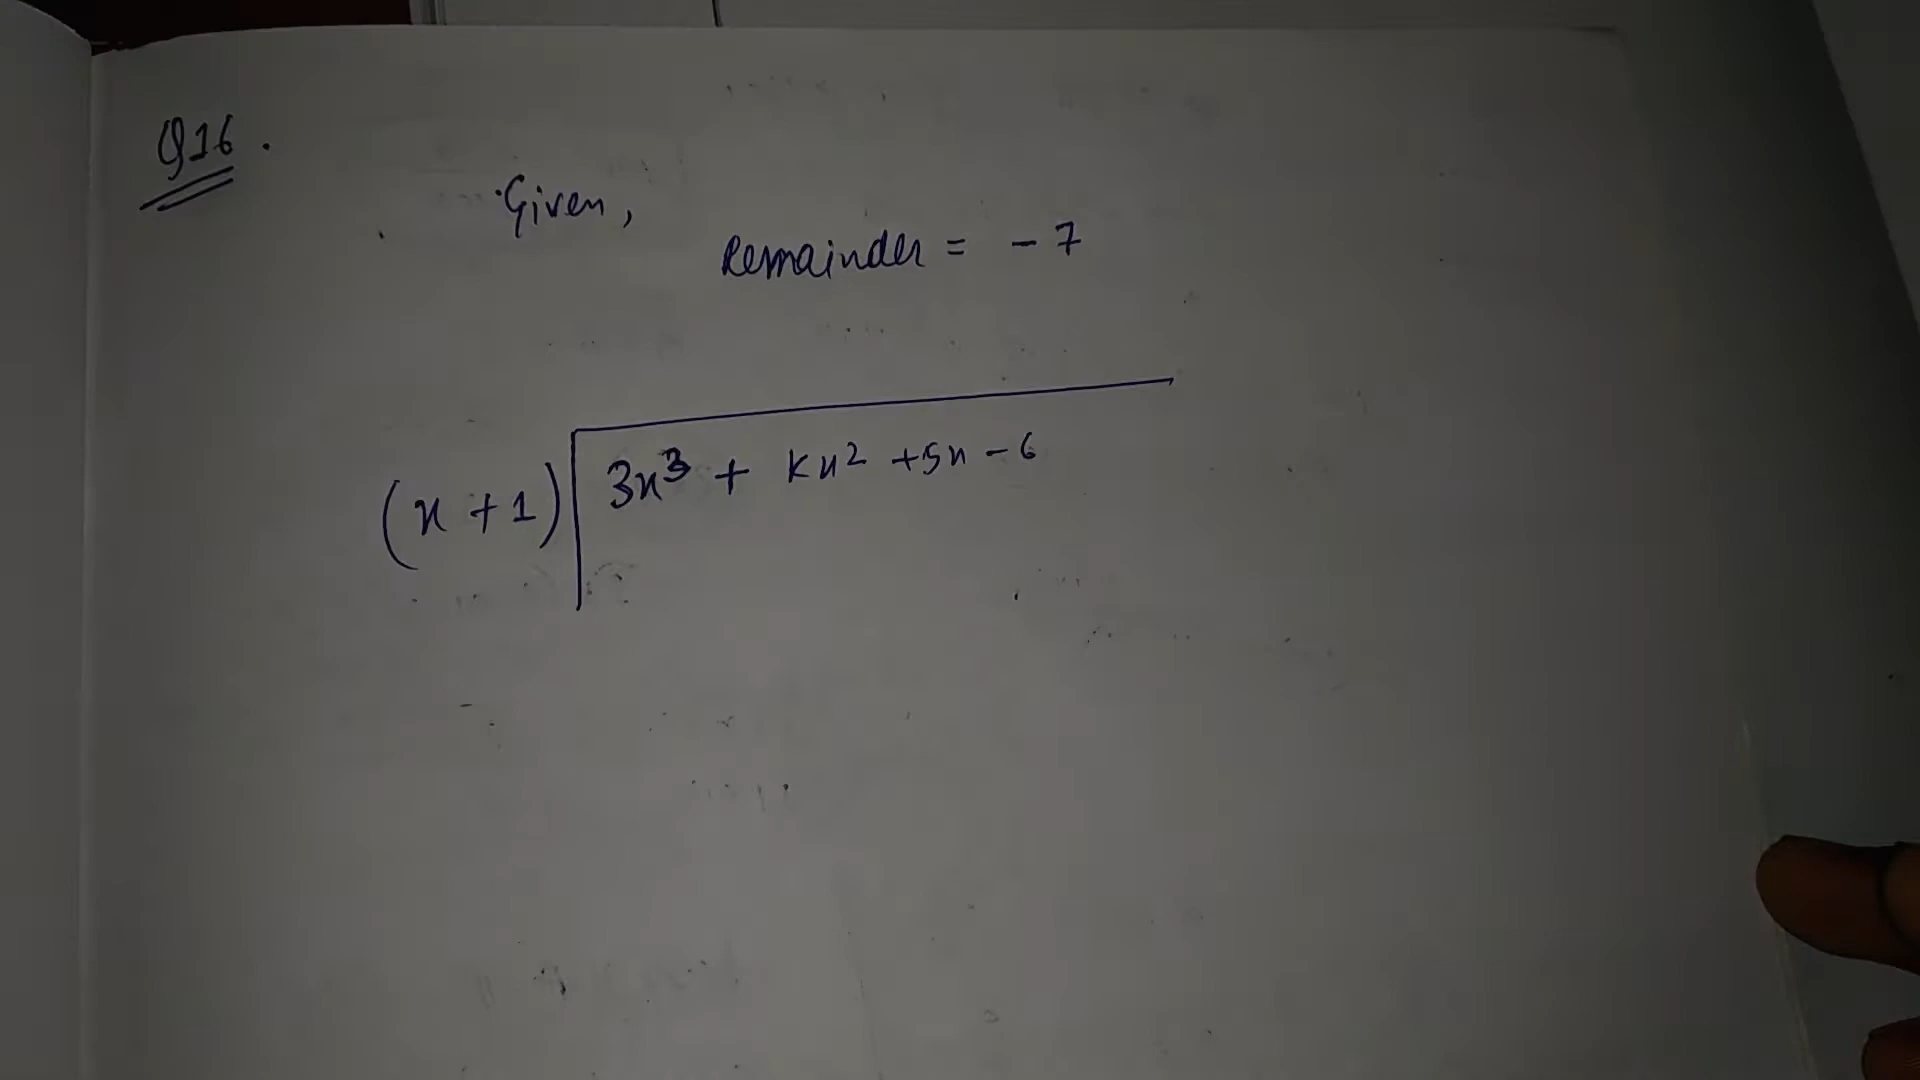 Q16.
Given,
Remainder = - 7
(x + 1) 3x³ + kx² + 5x - 6